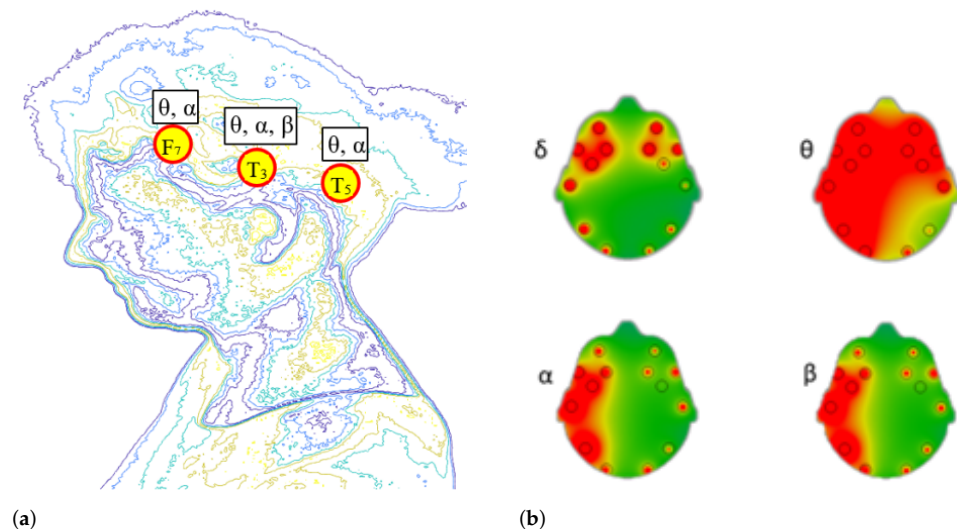 θ, α
θ, α, β
θ, α
F₇
T₃
T₅
δ
θ
α
β
(a)
(b)